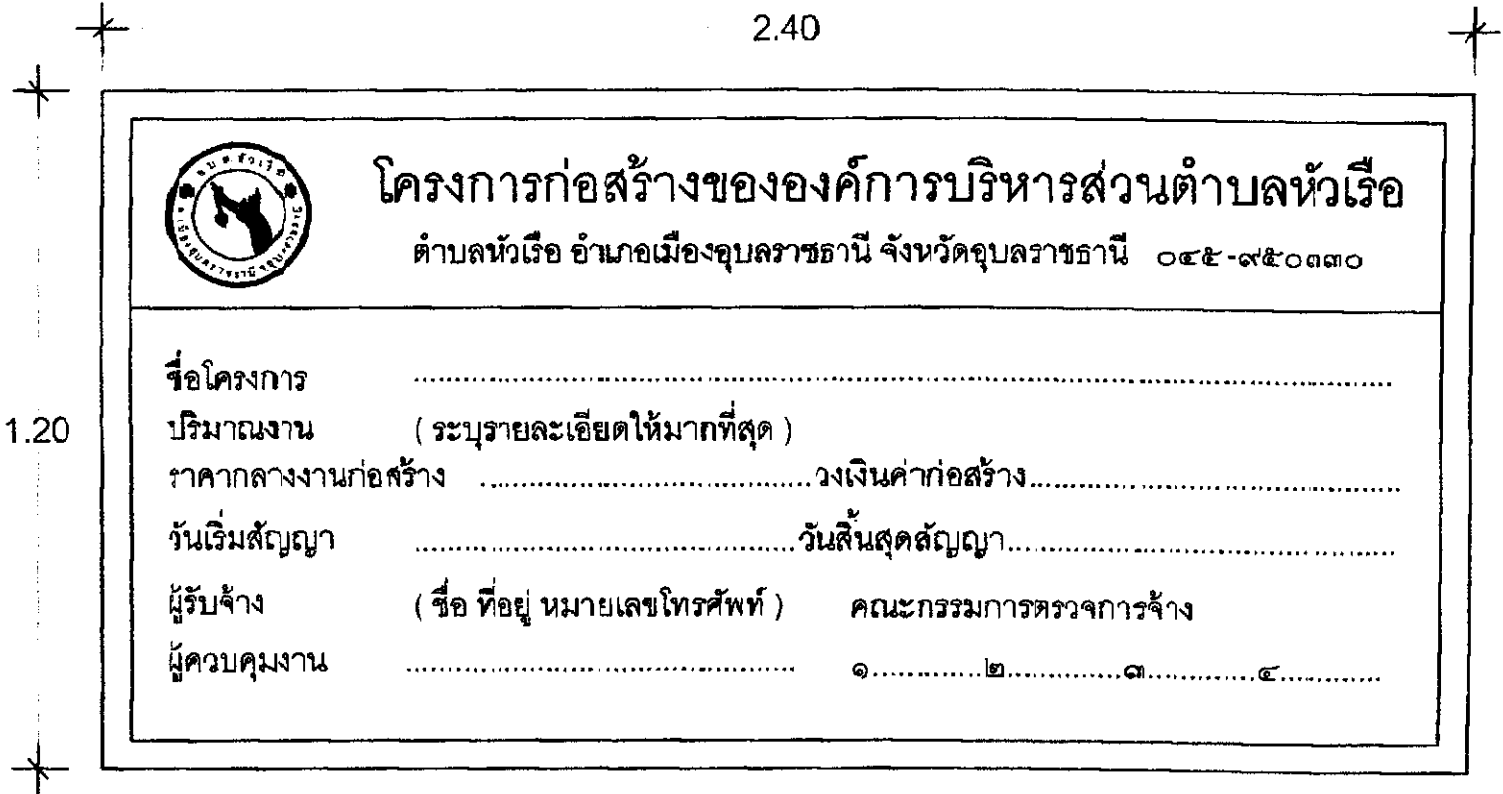 2.40
โครงการก่อสร้างขององค์การบริหารส่วนตำบลหัวเรือ
ตำบลหัวเรือ อำเภอเมืองอุบลราชธานี จังหวัดอุบลราชธานี ๐๔๕-๙๕๐๓๓๐
ชื่อโครงการ ........................................................................
1.20
ปริมาณงาน ( ระบุรายละเอียดให้มากที่สุด )
ราคากลางงานก่อสร้าง ...................................วงเงินค่าก่อสร้าง........................................
วันเริ่มสัญญา ........................................วันสิ้นสุดสัญญา........................................
ผู้รับจ้าง ( ชื่อ ที่อยู่ หมายเลขโทรศัพท์ ) คณะกรรมการตรวจการจ้าง
ผู้ควบคุมงาน ........................................ ๑.............๒.............๓.............๔............